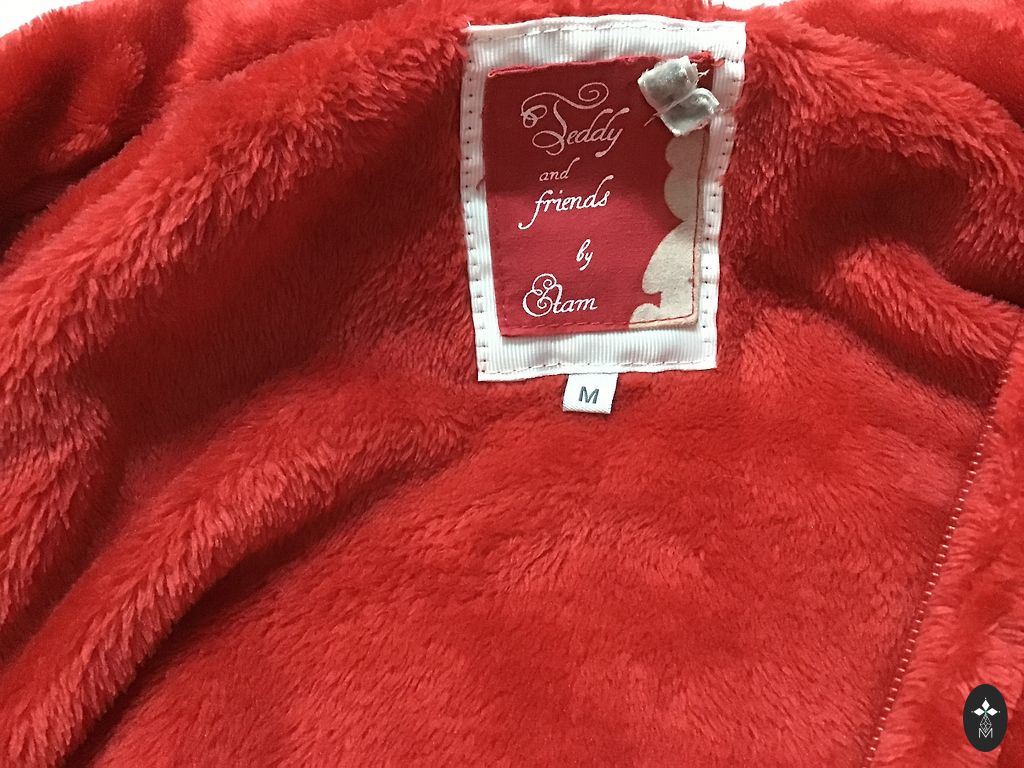 Teddy
and
friends
by
Etam
M
M